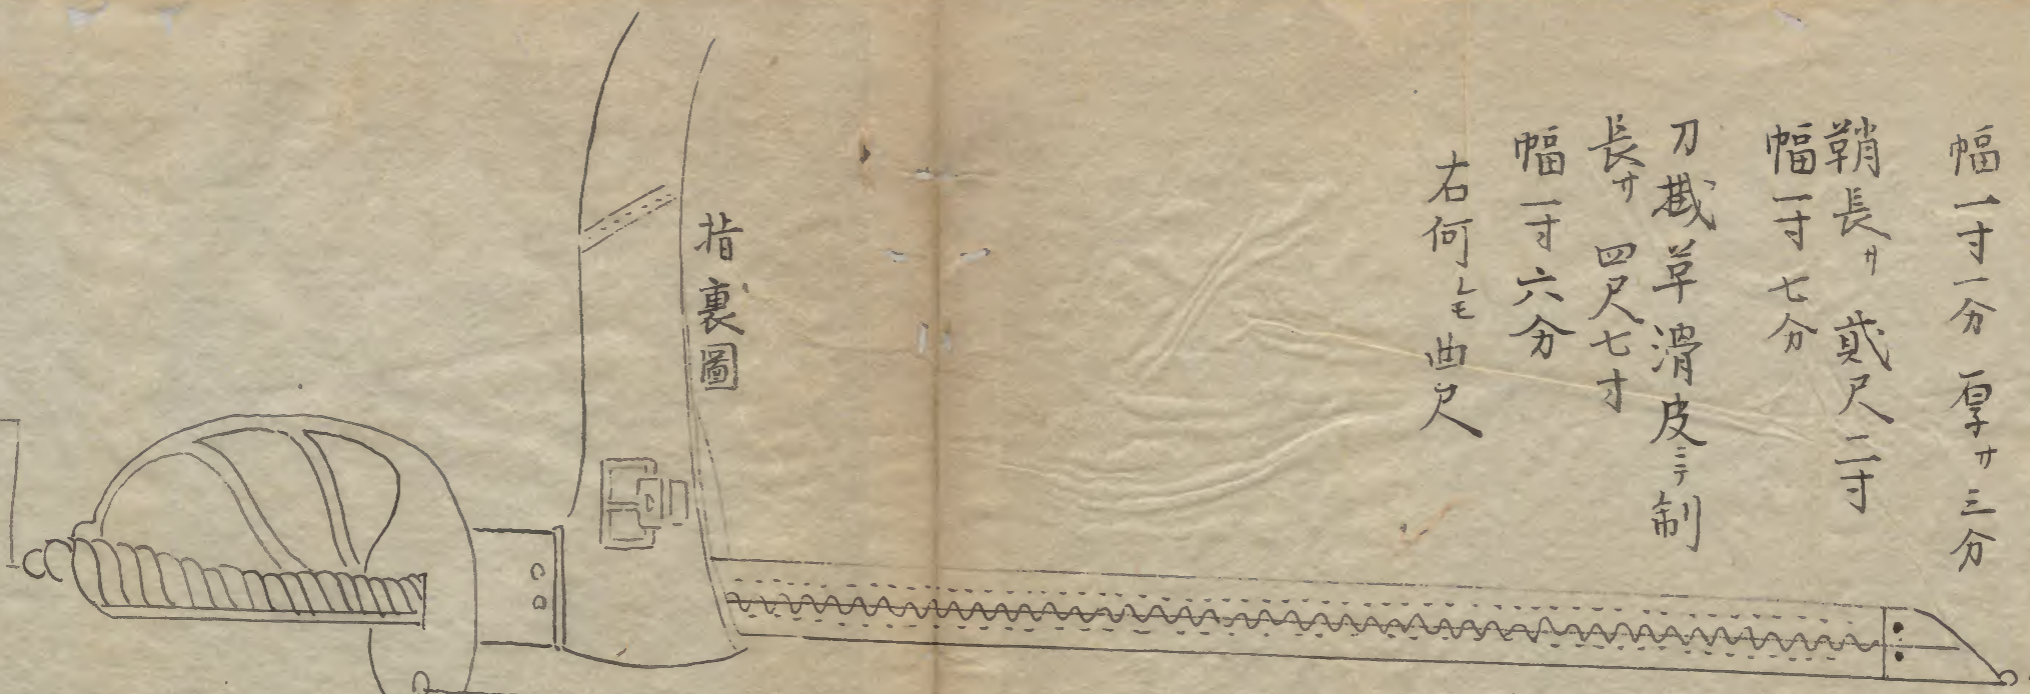 幅一寸一分 厚サ三分
鞘長サ 貳尺二寸
幅一寸七分
刀掛革滑皮ニテ制
長サ 四尺七寸
幅一寸六分
右何レモ曲尺
指裏圖